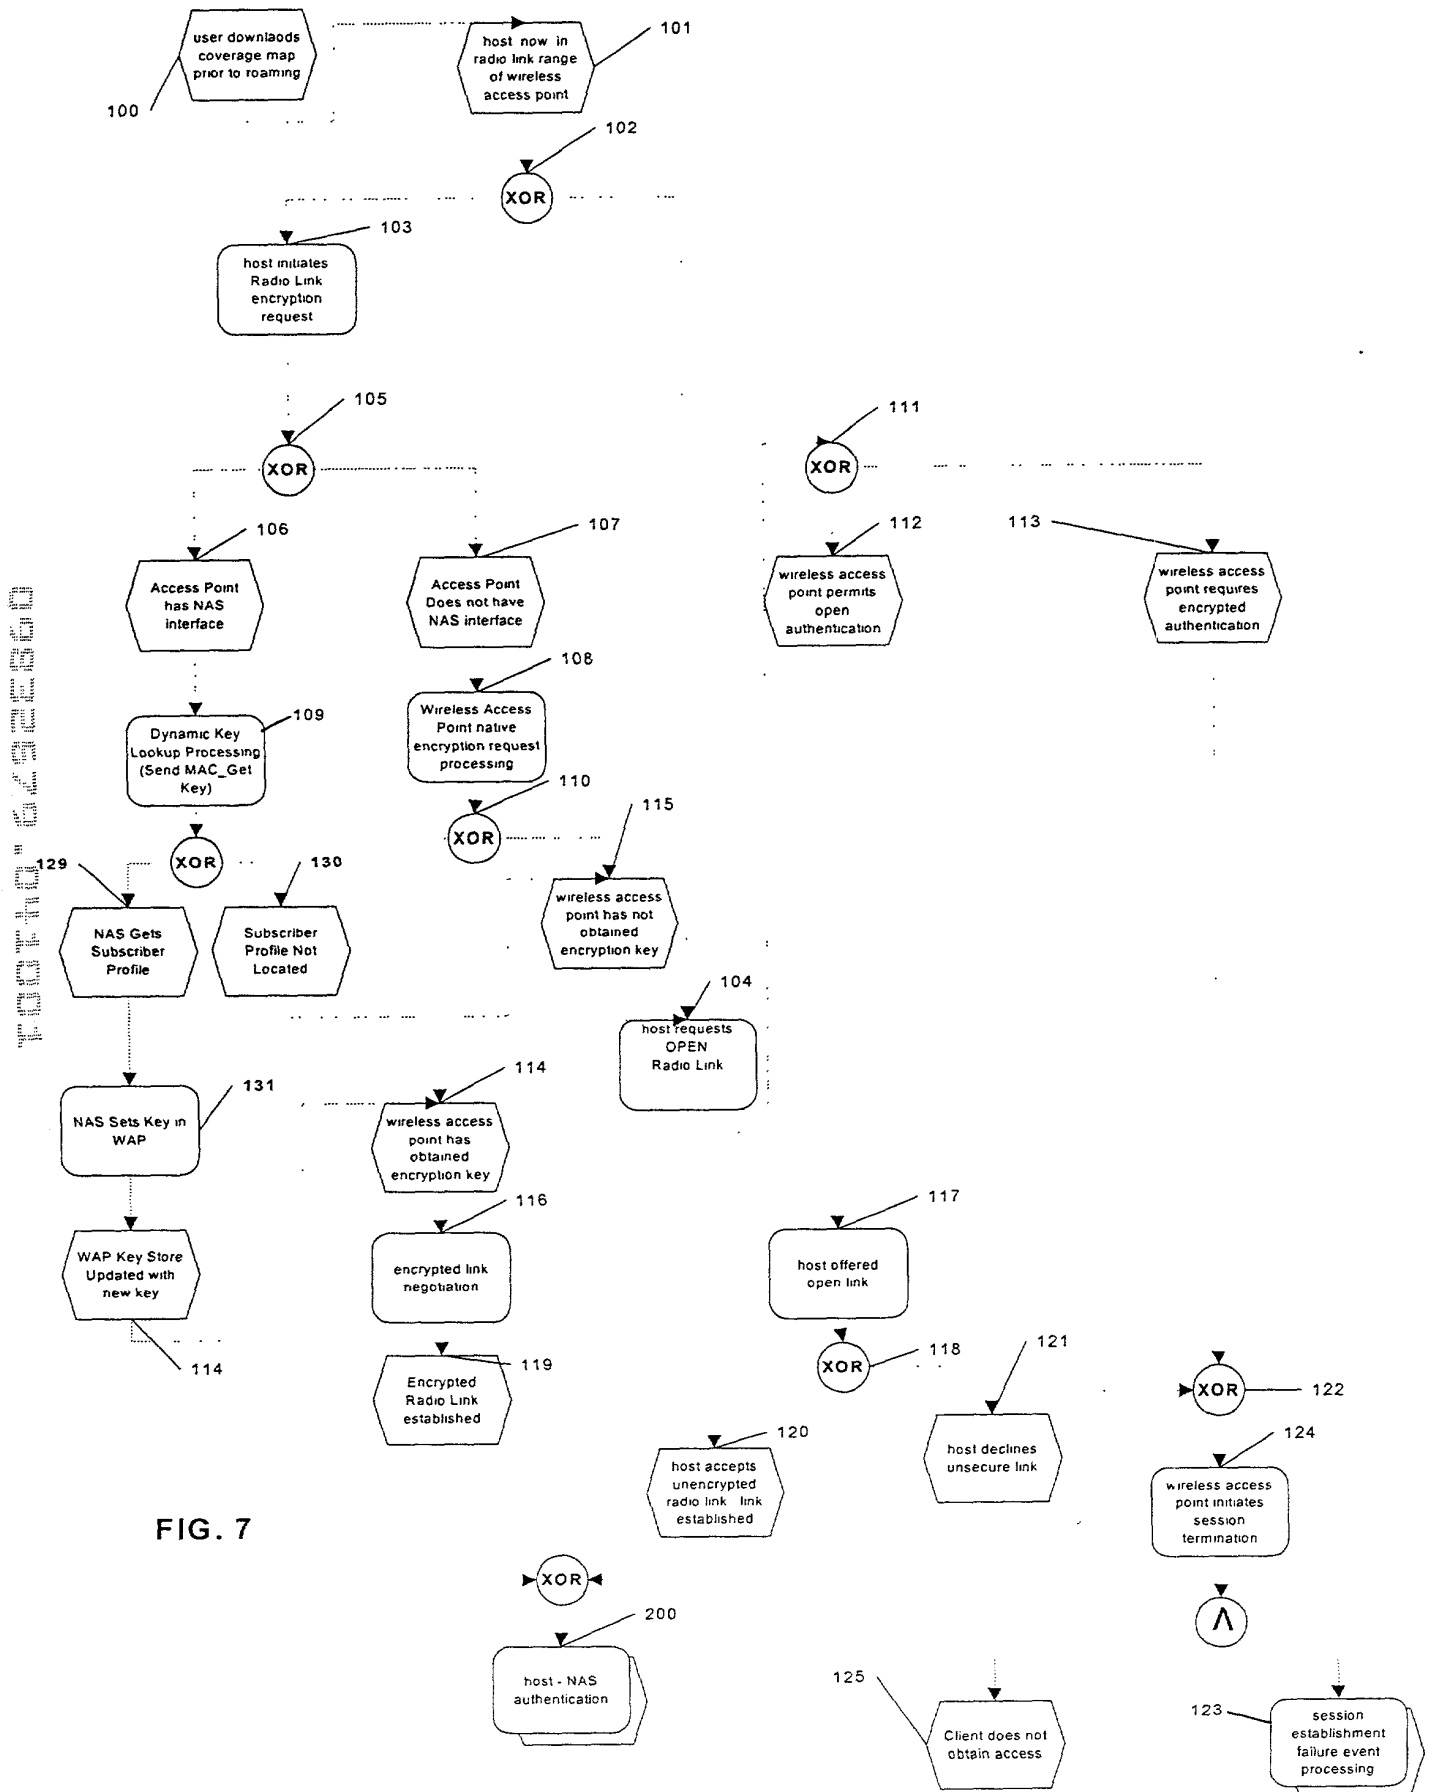 user downlaods
coverage map
prior to roaming
100
host now in
radio link range
of wireless
access point
101
102
XOR
103
host initiates
Radio Link
encryption
request
105
XOR
111
XOR
106
Access Point
has NAS
interface
107
Access Point
Does not have
NAS interface
112
wireless access
point permits
open
authentication
113
wireless access
point requires
encrypted
authentication
108
Wireless Access
Point native
encryption request
processing
109
Dynamic Key
Lookup Processing
(Send MAC_Get
Key)
110
XOR
115
wireless access
point has not
obtained
encryption key
XOR
129
NAS Gets
Subscriber
Profile
130
Subscriber
Profile Not
Located
104
host requests
OPEN
Radio Link
131
NAS Sets Key in
WAP
114
wireless access
point has
obtained
encryption key
116
encrypted link
negotiation
117
host offered
open link
WAP Key Store
Updated with
new key
114
119
Encrypted
Radio Link
established
XOR
118
121
host declines
unsecure link
XOR
122
120
host accepts
unencrypted
radio link link
established
124
wireless access
point initiates
session
termination
FIG. 7
XOR
Λ
200
host - NAS
authentication
125
Client does not
obtain access
123
session
establishment
failure event
processing